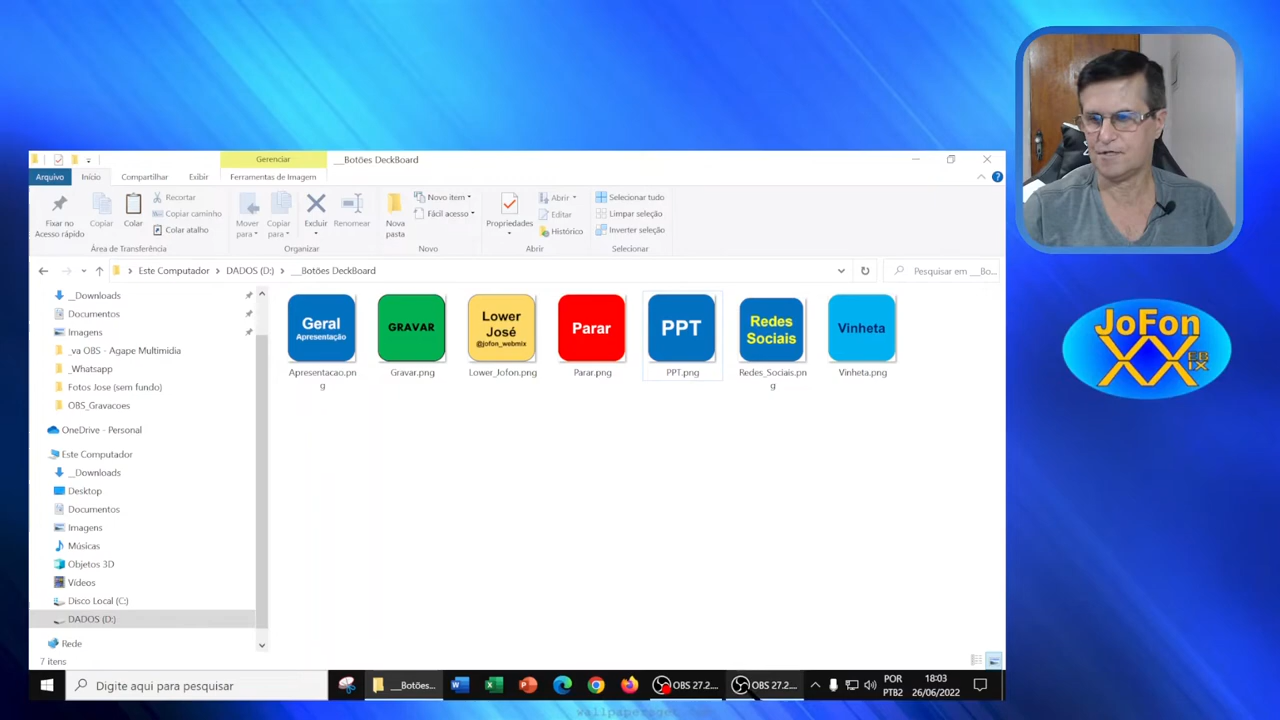 Gerenciar
__Botões DeckBoard
Arquivo
Início
Compartilhar
Exibir
Ferramentas de Imagem
Fixar no
Acesso rápido
Copiar
Colar
Recortar
Copiar caminho
Colar atalho
Área de Transferência
Mover
para
Copiar
para
Excluir
Renomear
Organizar
Nova
pasta
Novo item
Fácil acesso
Novo
Propriedades
Abrir
Editar
Histórico
Abrir
Selecionar tudo
Limpar seleção
Inverter seleção
Selecionar
Este Computador
DADOS (D:)
__Botões DeckBoard
Pesquisar em __Bo...
__Downloads
Documentos
Imagens
_va OBS - Agape Multimidia
_Whatsapp
Fotos Jose (sem fundo)
OBS_Gravacoes
OneDrive - Personal
Este Computador
__Downloads
Desktop
Documentos
Imagens
Músicas
Objetos 3D
Vídeos
Disco Local (C:)
DADOS (D:)
Rede
7 itens
Geral
Apresentação
Apresentacao.pn
g
GRAVAR
Gravar.png
Lower
José
@jofon_webmix
Lower_Jofon.png
Parar
Parar.png
PPT
PPT.png
Redes
Sociais
Redes_Sociais.pn
g
Vinheta
Vinheta.png
JoFon
EB
IX
Digite aqui para pesquisar
__Botões...
OBS 27.2....
OBS 27.2....
POR
PTB2
18:03
26/06/2022